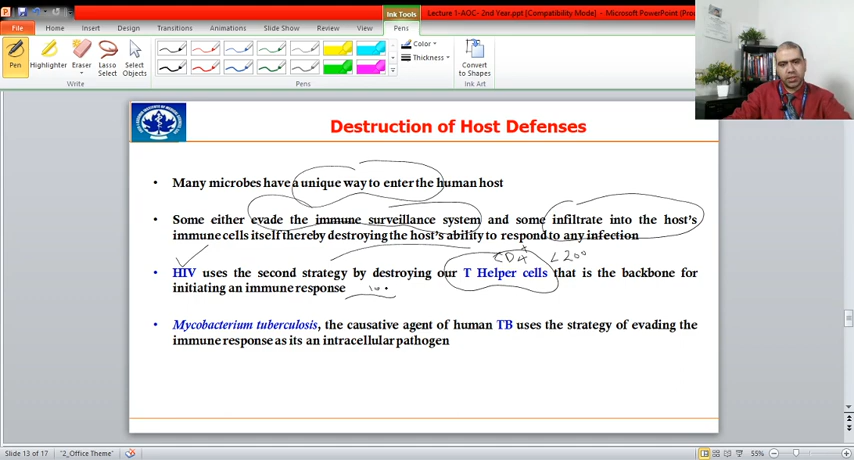 Ink Tools
Lecture 1-AOC- 2nd Year.ppt [Compatibility Mode] - Microsoft PowerPoint (Pro
File Home Insert Design Transitions Animations Slide Show Review View Pens
Pen Highlighter Eraser Lasso Select Select Objects
Color
Thickness
Convert to Shapes
Write Pens Ink Art
Destruction of Host Defenses
• Many microbes have a unique way to enter the human host
• Some either evade the immune surveillance system and some infiltrate into the host's
immune cells itself thereby destroying the host's ability to respond to any infection
CD4+ <200
• HIV uses the second strategy by destroying our T Helper cells that is the backbone for
initiating an immune response
• Mycobacterium tuberculosis, the causative agent of human TB uses the strategy of evading the
immune response as its an intracellular pathogen
Slide 13 of 17 "2_Office Theme" 55%